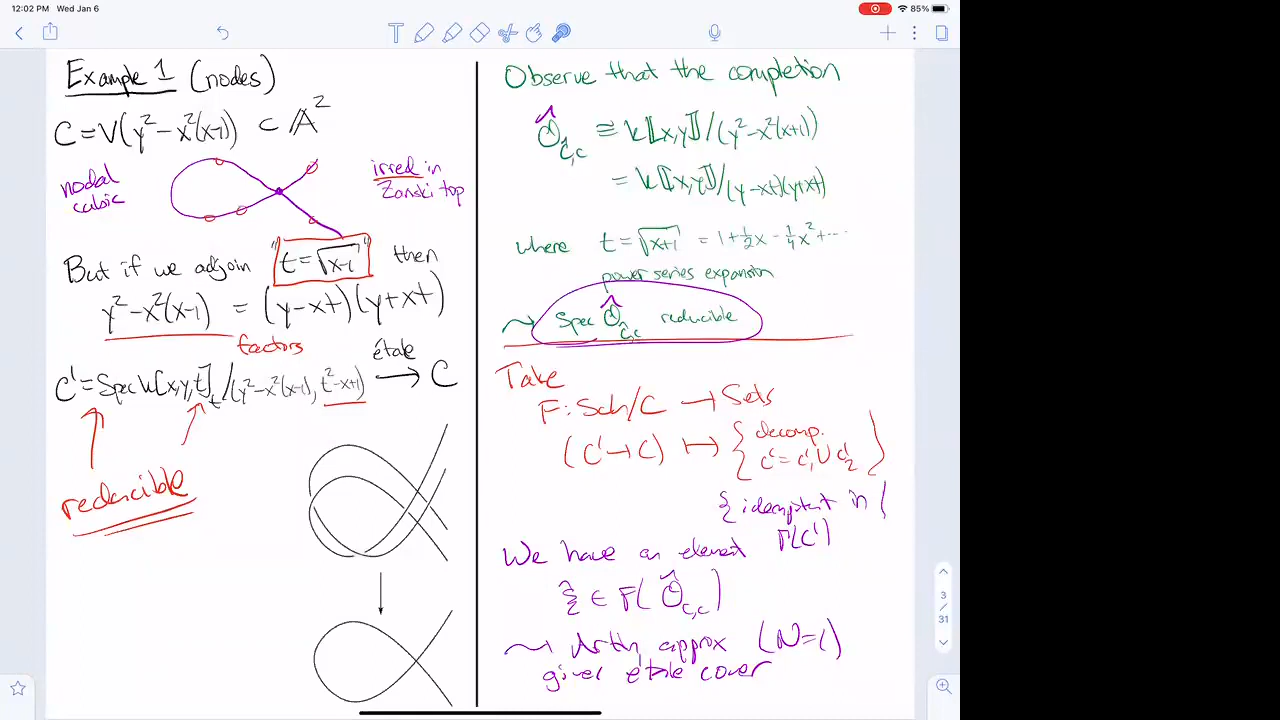 12:02 PM Wed Jan 6
85%
Example 1 (nodes)
C = V(y² - x²(x-1)) ⊂ A²
nodal
cubic
irred in
Zariski top
But if we adjoin "t = √x-1" then
y² - x²(x-1) = (y-xt)(y+xt)
factors
C' = Spec k[x,y,t]_t/(y²-x²(x-1), t²-x+1) → C
étale
reducible
Observe that the completion
Ô_C,c ≅ k[[x,y]]/(y²-x²(x+1))
= k[[x,y]]/(y-xt)(y+xt)
where t = √x+1 = 1+½x-¼x²+...
power series expansion
⇝ Spec Ô_C,c reducible
Take
F: Sch/C → Sets
(C' → C) ↦ { decomp.
C' = C'₁ ∪ C'₂ }
{ idempotent in
Γ(C') }
We have an element
ξ̂ ∈ F(Ô_C,c)
⇝ Artin approx (N=1)
gives étale cover
3
/
31